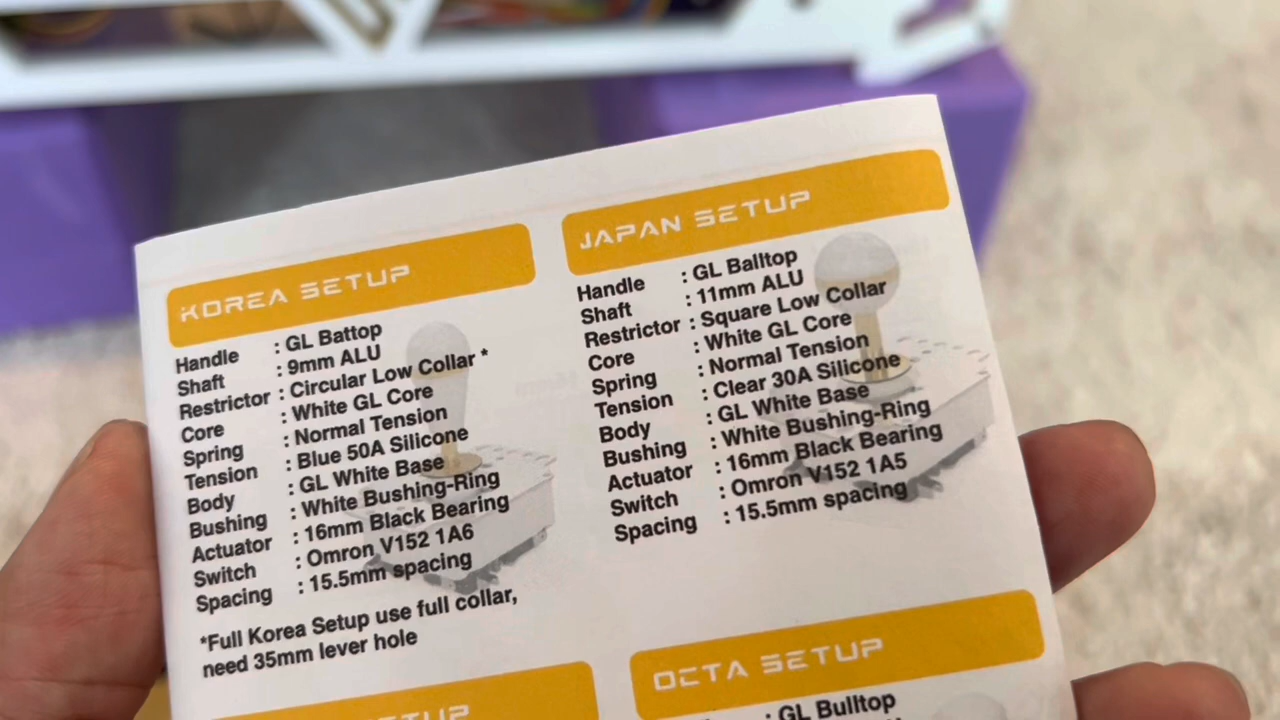 KOREA SETUP
Handle : GL Battop
Shaft : 9mm ALU
Restrictor : Circular Low Collar *
Core : White GL Core
Spring : Normal Tension
Tension : Blue 50A Silicone
Body : GL White Base
Bushing : White Bushing-Ring
Actuator : 16mm Black Bearing
Switch : Omron V152 1A6
Spacing : 15.5mm spacing
*Full Korea Setup use full collar,
need 35mm lever hole
JAPAN SETUP
Handle : GL Balltop
Shaft : 11mm ALU
Restrictor : Square Low Collar
Core : White GL Core
Spring : Normal Tension
Tension : Clear 30A Silicone
Body : GL White Base
Bushing : White Bushing-Ring
Actuator : 16mm Black Bearing
Switch : Omron V152 1A5
Spacing : 15.5mm spacing
OCTA SETUP
: GL Bulltop